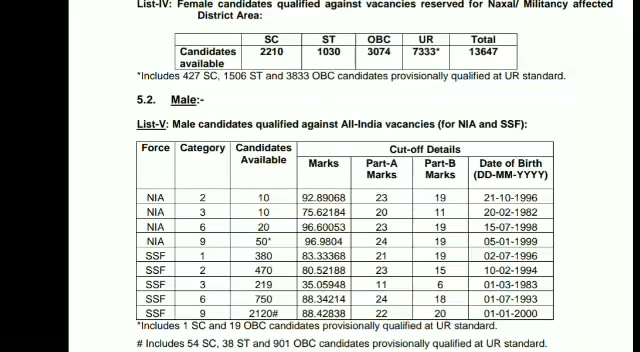 List-IV: Female candidates qualified against vacancies reserved for Naxal/ Militancy affected
District Area:
SC ST OBC UR Total
Candidates available 2210 1030 3074 7333* 13647
*Includes 427 SC, 1506 ST and 3833 OBC candidates provisionally qualified at UR standard.
5.2. Male:-
List-V: Male candidates qualified against All-India vacancies (for NIA and SSF):
Force Category Candidates Available Cut-off Details
Marks Part-A Marks Part-B Marks Date of Birth (DD-MM-YYYY)
NIA 2 10 92.89068 23 19 21-10-1996
NIA 3 10 75.62184 20 11 20-02-1982
NIA 6 20 96.60053 23 19 15-07-1998
NIA 9 50* 96.9804 24 19 05-01-1999
SSF 1 380 83.33368 21 19 02-07-1996
SSF 2 470 80.52188 23 15 10-02-1994
SSF 3 219 35.05948 11 6 01-03-1983
SSF 6 750 88.34214 24 18 01-07-1993
SSF 9 2120# 88.42838 22 20 01-01-2000
*Includes 1 SC and 19 OBC candidates provisionally qualified at UR standard.
# Includes 54 SC, 38 ST and 901 OBC candidates provisionally qualified at UR standard.